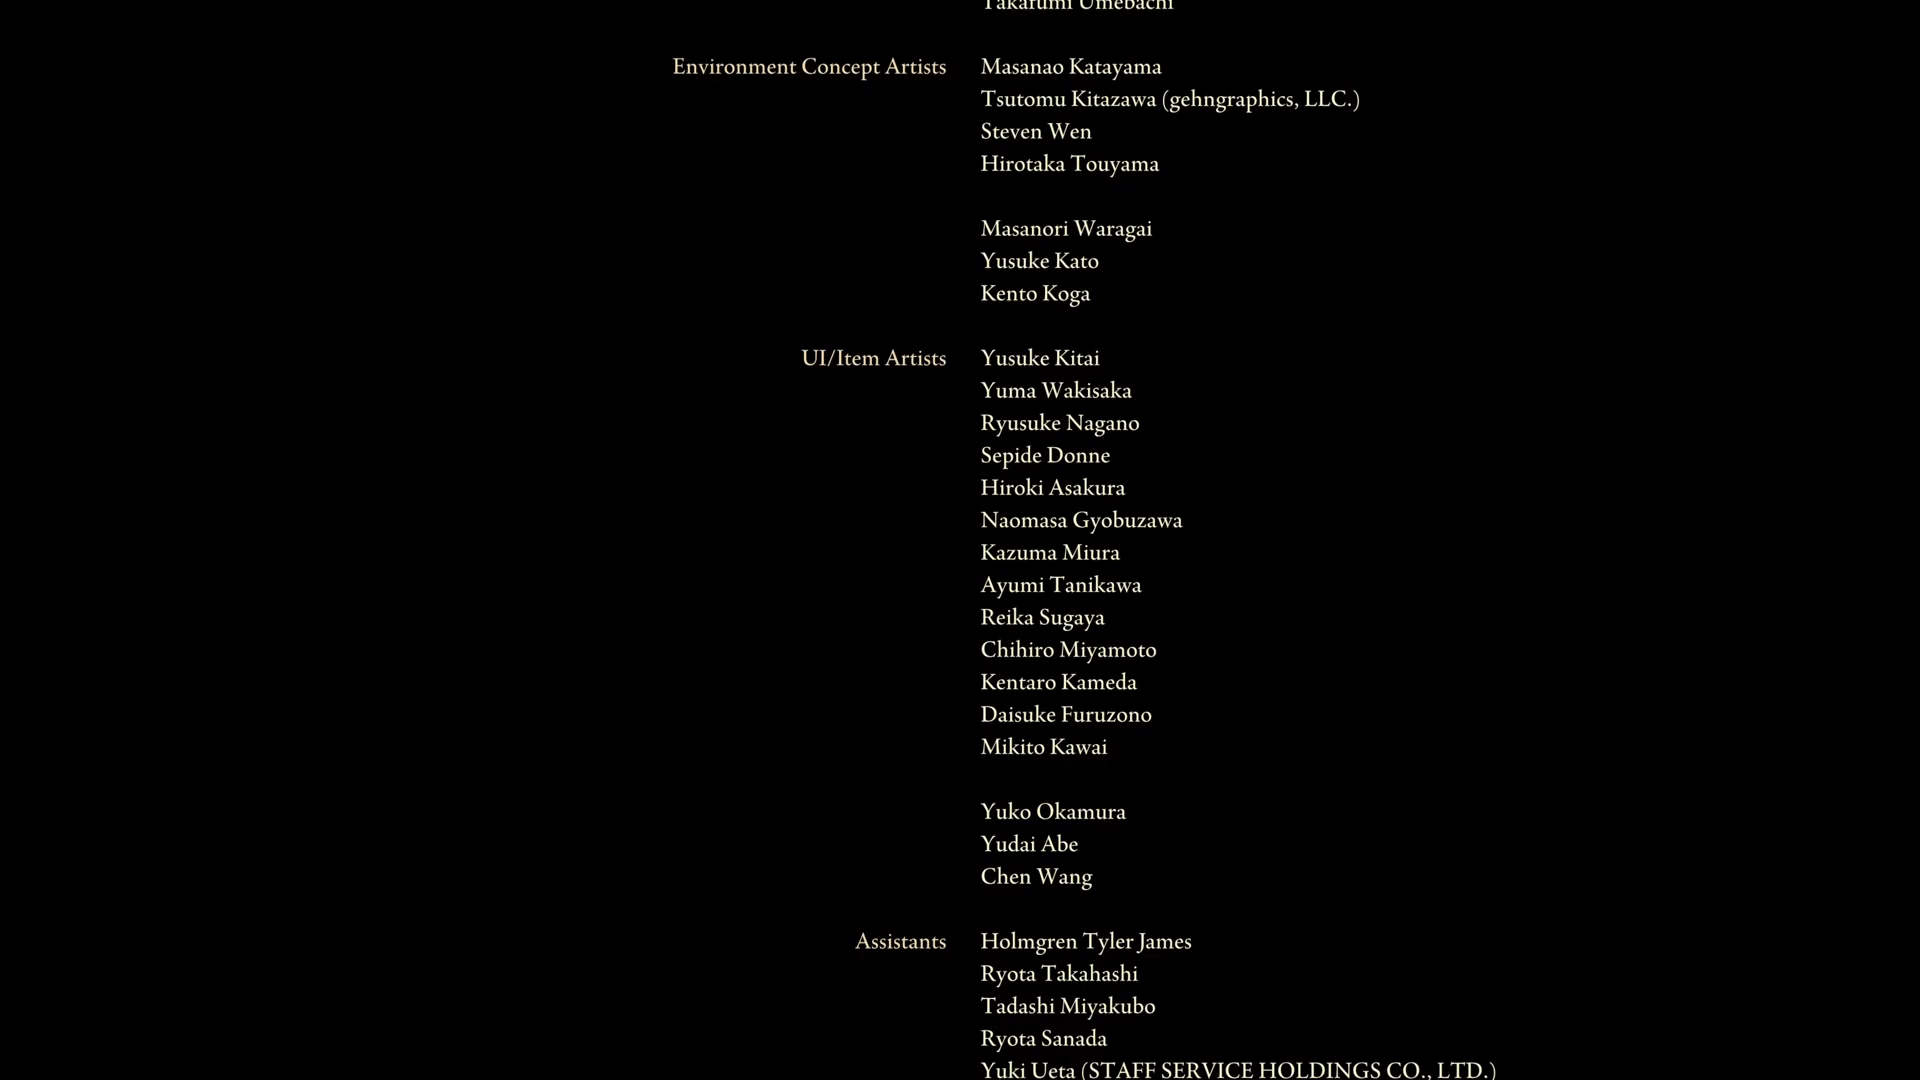 Takafumi Umebachi
Environment Concept Artists Masanao Katayama
Tsutomu Kitazawa (gehngraphics, LLC.)
Steven Wen
Hirotaka Touyama
Masanori Waragai
Yusuke Kato
Kento Koga
UI/Item Artists Yusuke Kitai
Yuma Wakisaka
Ryusuke Nagano
Sepide Donne
Hiroki Asakura
Naomasa Gyobuzawa
Kazuma Miura
Ayumi Tanikawa
Reika Sugaya
Chihiro Miyamoto
Kentaro Kameda
Daisuke Furuzono
Mikito Kawai
Yuko Okamura
Yudai Abe
Chen Wang
Assistants Holmgren Tyler James
Ryota Takahashi
Tadashi Miyakubo
Ryota Sanada
Yuki Ueta (STAFF SERVICE HOLDINGS CO., LTD.)